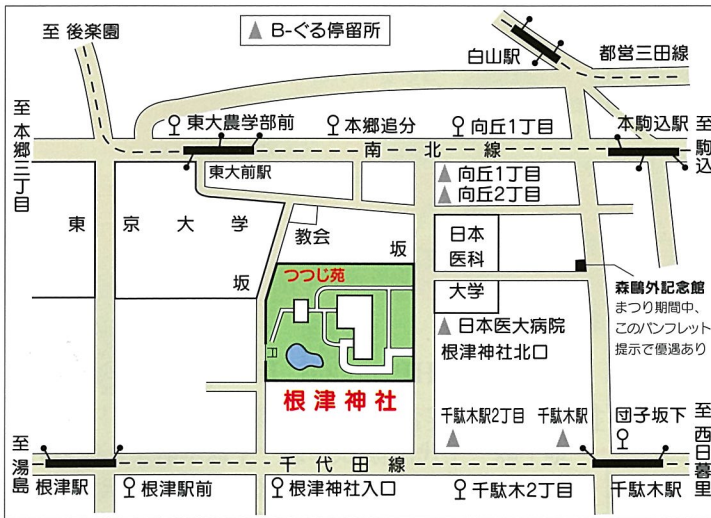 ▲ B-ぐる停留所
至 後楽園
白山駅
都営三田線
至 本郷三丁目
東大農学部前
本郷追分
向丘1丁目
本駒込駅
至 駒込
南北線
東大前駅
向丘1丁目
向丘2丁目
東京大学
教会
坂
坂
日本
医科
大学
つつじ苑
森鷗外記念館
まつり期間中、
このパンフレット
提示で優遇あり
日本医大病院
根津神社北口
根津神社
千駄木駅2丁目
千駄木駅
団子坂下
至 西日暮里
至 湯島
千代田線
根津駅
根津駅前
根津神社入口
千駄木2丁目
千駄木駅